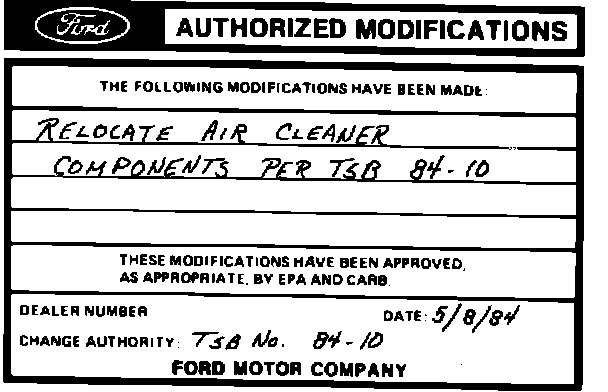 Ford AUTHORIZED MODIFICATIONS
THE FOLLOWING MODIFICATIONS HAVE BEEN MADE:
RELOCATE AIR CLEANER
COMPONENTS PER TSB 84-10
THESE MODIFICATIONS HAVE BEEN APPROVED,
AS APPROPRIATE, BY EPA AND CARB.
DEALER NUMBER DATE: 5/8/84
CHANGE AUTHORITY: TSB No. 84-10
FORD MOTOR COMPANY